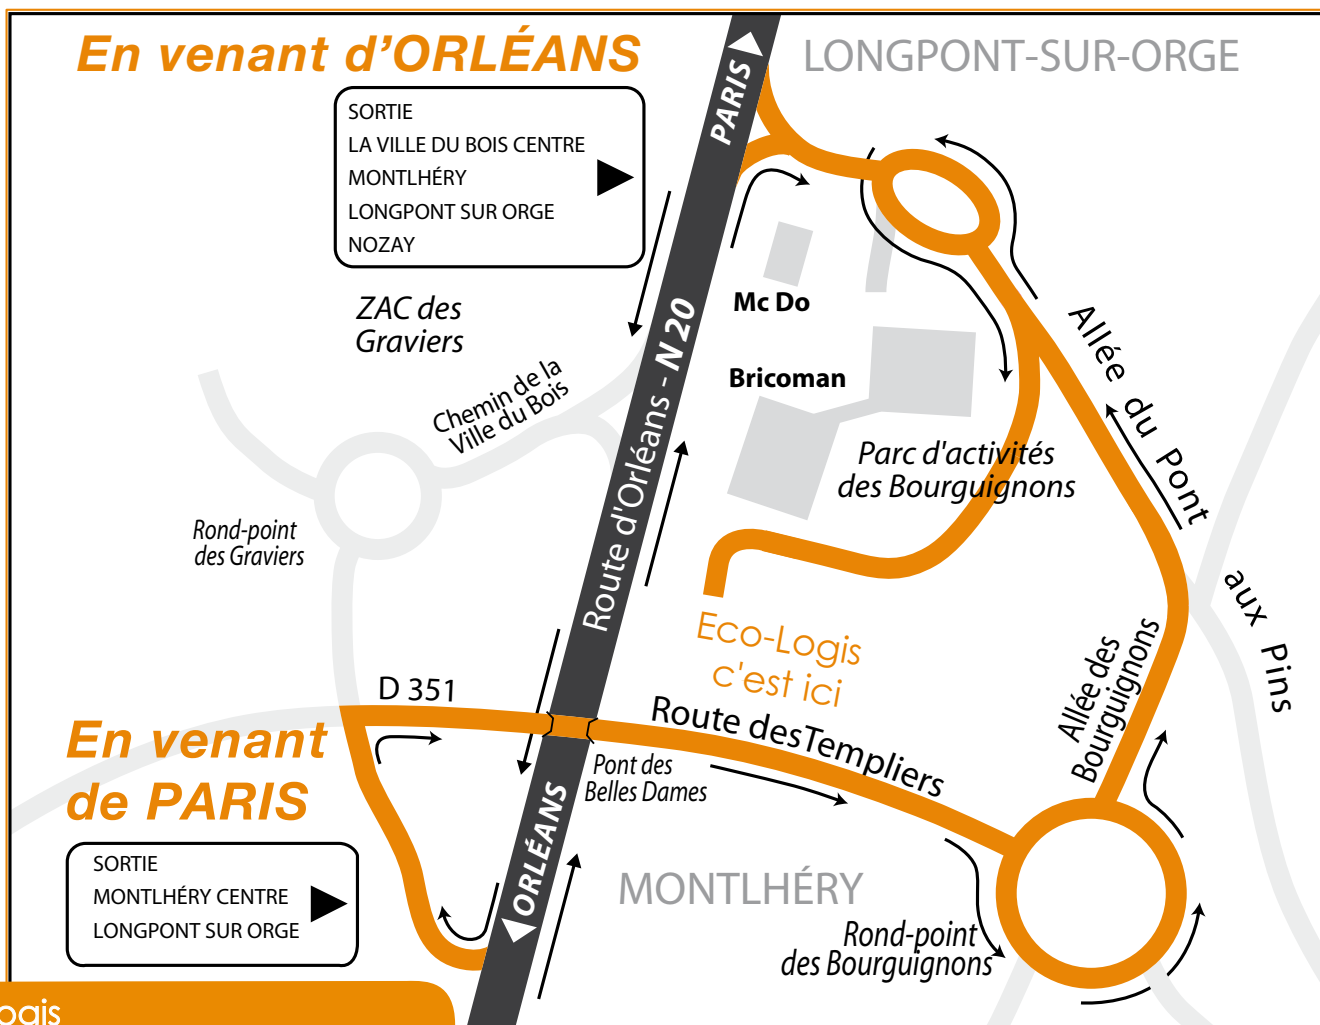 En venant d'ORLÉANS
SORTIE
LA VILLE DU BOIS CENTRE
MONTLHÉRY
LONGPONT SUR ORGE
NOZAY
PARIS
LONGPONT-SUR-ORGE
ZAC des
Graviers
Mc Do
Bricoman
Chemin de la
Ville du Bois
Route d'Orléans - N 20
Allée du Pont
aux Pins
Parc d'activités
des Bourguignons
Rond-point
des Graviers
Eco-Logis
c'est ici
Allée des
Bourguignons
D 351
Route des Templiers
Pont des
Belles Dames
En venant
de PARIS
SORTIE
MONTLHÉRY CENTRE
LONGPONT SUR ORGE
ORLÉANS
MONTLHÉRY
Rond-point
des Bourguignons